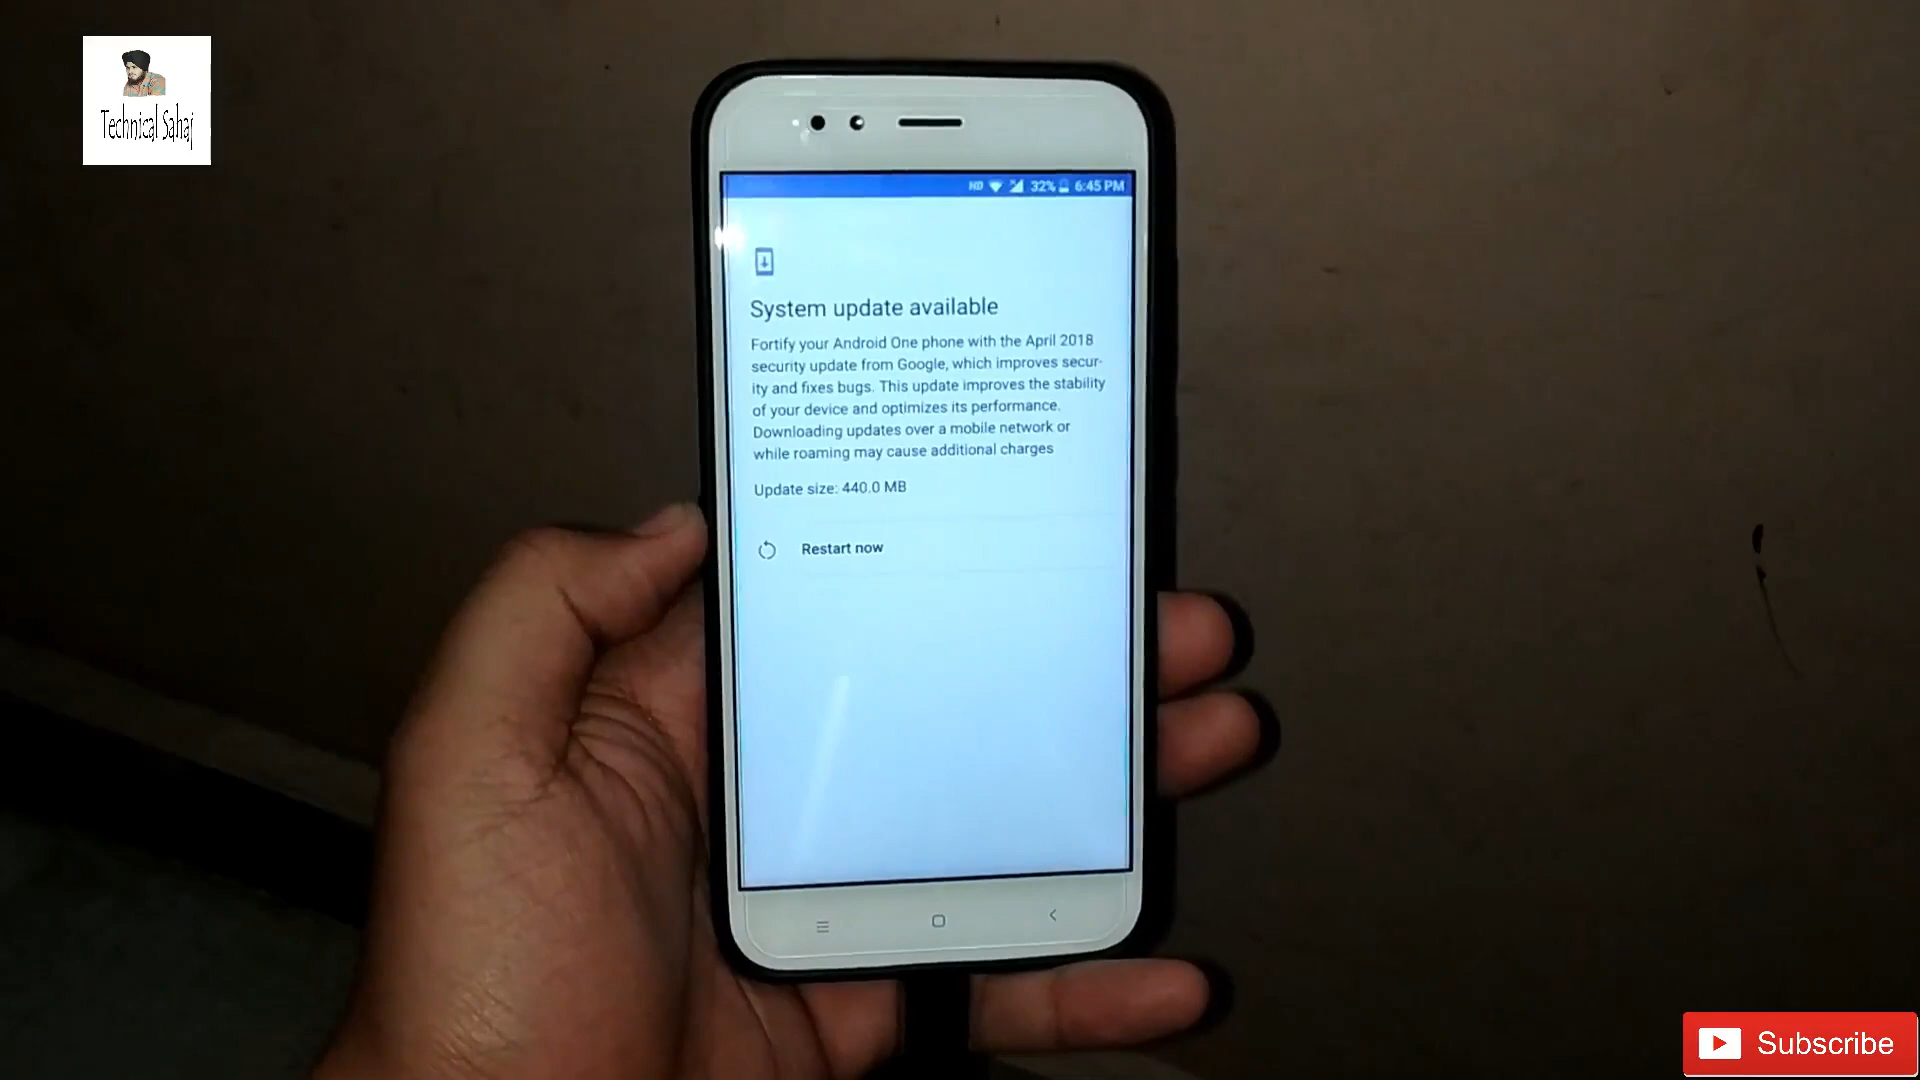 Technical Sahaj
HD 32% 6:45 PM
System update available
Fortify your Android One phone with the April 2018
security update from Google, which improves secur-
ity and fixes bugs. This update improves the stability
of your device and optimizes its performance.
Downloading updates over a mobile network or
while roaming may cause additional charges
Update size: 440.0 MB
Restart now
Subscribe